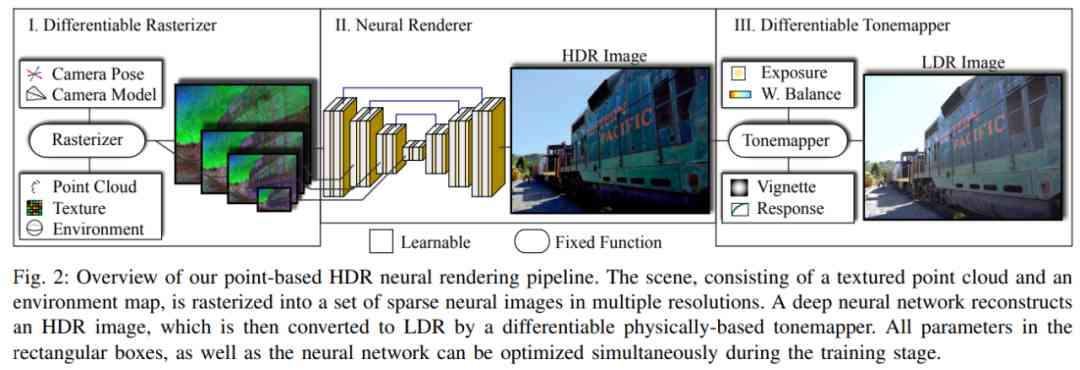 I. Differentiable Rasterizer
Camera Pose
Camera Model
Rasterizer
Point Cloud
Texture
Environment
II. Neural Renderer
HDR Image
PACIFIC
Learnable
Fixed Function
III. Differentiable Tonemapper
Exposure
W. Balance
Tonemapper
Vignette
Response
LDR Image
PACIFIC
Fig. 2: Overview of our point-based HDR neural rendering pipeline. The scene, consisting of a textured point cloud and an
environment map, is rasterized into a set of sparse neural images in multiple resolutions. A deep neural network reconstructs
an HDR image, which is then converted to LDR by a differentiable physically-based tonemapper. All parameters in the
rectangular boxes, as well as the neural network can be optimized simultaneously during the training stage.